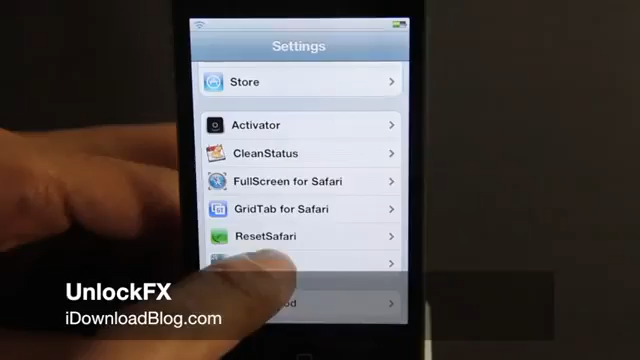 Settings
Store
Activator
CleanStatus
FullScreen for Safari
GridTab for Safari
ResetSafari
UnlockFX
iDownloadBlog.com